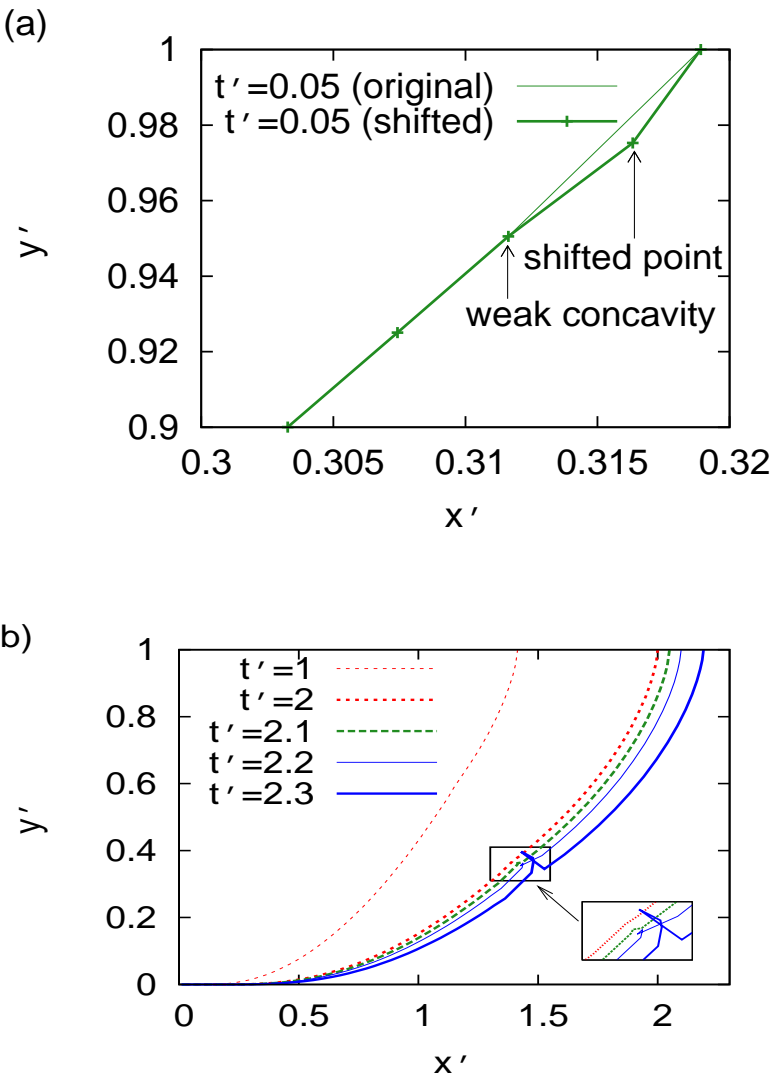 (a)
t′=0.05 (original)
t′=0.05 (shifted)
1
0.98
0.96
0.94
0.92
0.9
y′
shifted point
weak concavity
0.3 0.305 0.31 0.315 0.32
x′
b)
t′=1
t′=2
t′=2.1
t′=2.2
t′=2.3
1
0.8
0.6
0.4
0.2
0
y′
0 0.5 1 1.5 2
x′